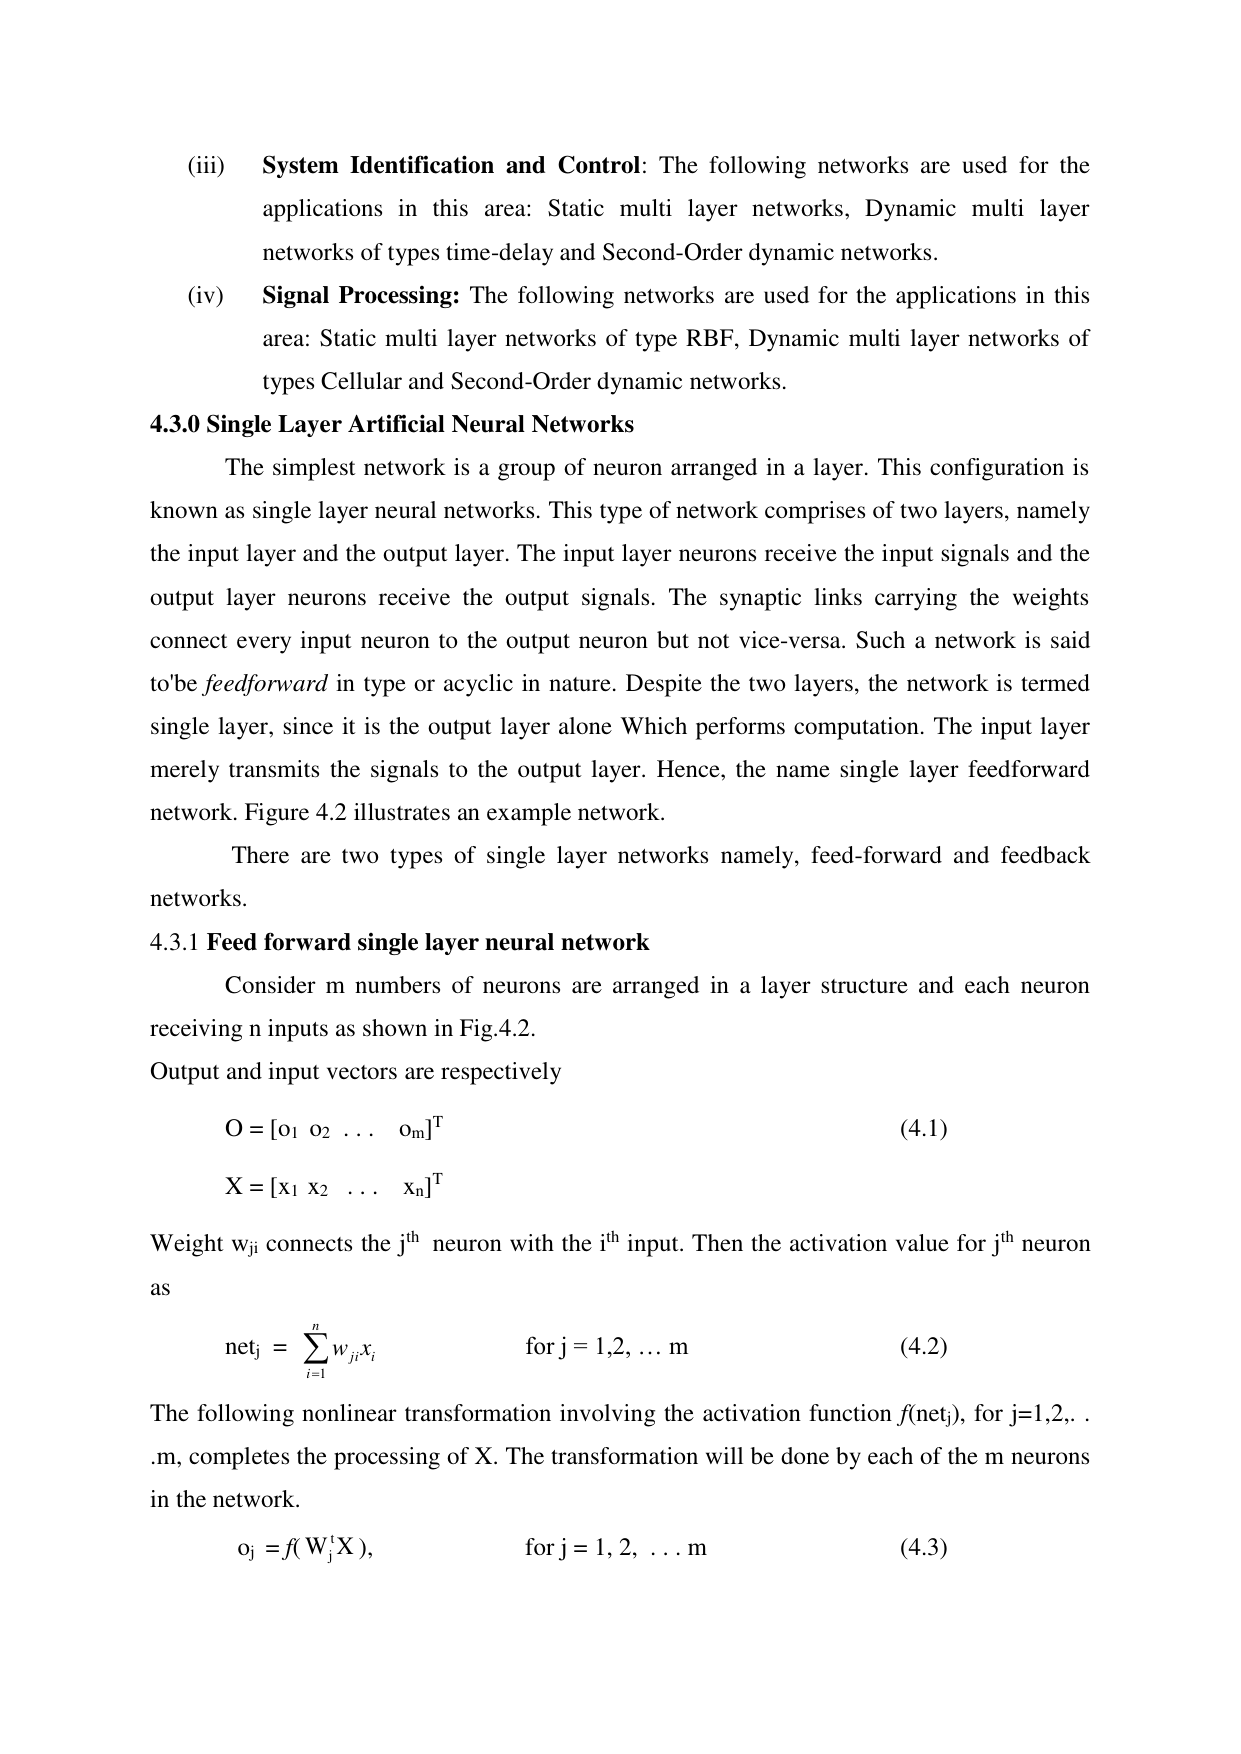 (iii) System Identification and Control: The following networks are used for the
applications in this area: Static multi layer networks, Dynamic multi layer
networks of types time-delay and Second-Order dynamic networks.
(iv) Signal Processing: The following networks are used for the applications in this
area: Static multi layer networks of type RBF, Dynamic multi layer networks of
types Cellular and Second-Order dynamic networks.
4.3.0 Single Layer Artificial Neural Networks
The simplest network is a group of neuron arranged in a layer. This configuration is
known as single layer neural networks. This type of network comprises of two layers, namely
the input layer and the output layer. The input layer neurons receive the input signals and the
output layer neurons receive the output signals. The synaptic links carrying the weights
connect every input neuron to the output neuron but not vice-versa. Such a network is said
to'be feedforward in type or acyclic in nature. Despite the two layers, the network is termed
single layer, since it is the output layer alone Which performs computation. The input layer
merely transmits the signals to the output layer. Hence, the name single layer feedforward
network. Figure 4.2 illustrates an example network.
There are two types of single layer networks namely, feed-forward and feedback
networks.
4.3.1 Feed forward single layer neural network
Consider m numbers of neurons are arranged in a layer structure and each neuron
receiving n inputs as shown in Fig.4.2.
Output and input vectors are respectively
O = [o₁ o₂ . . . oₘ]ᵀ (4.1)
X = [x₁ x₂ . . . xₙ]ᵀ
Weight wⱼᵢ connects the jᵗʰ neuron with the iᵗʰ input. Then the activation value for jᵗʰ neuron
as
netⱼ = ∑ᵢ₌₁ⁿ wⱼᵢxᵢ for j = 1,2, … m (4.2)
The following nonlinear transformation involving the activation function f(netⱼ), for j=1,2,. .
.m, completes the processing of X. The transformation will be done by each of the m neurons
in the network.
oⱼ = f( Wⱼᵗ X ), for j = 1, 2, . . . m (4.3)